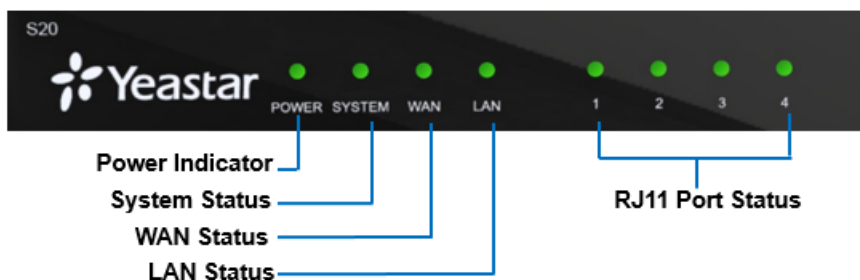 S20
Yeastar
POWER SYSTEM WAN LAN 1 2 3 4
Power Indicator
System Status
RJ11 Port Status
WAN Status
LAN Status